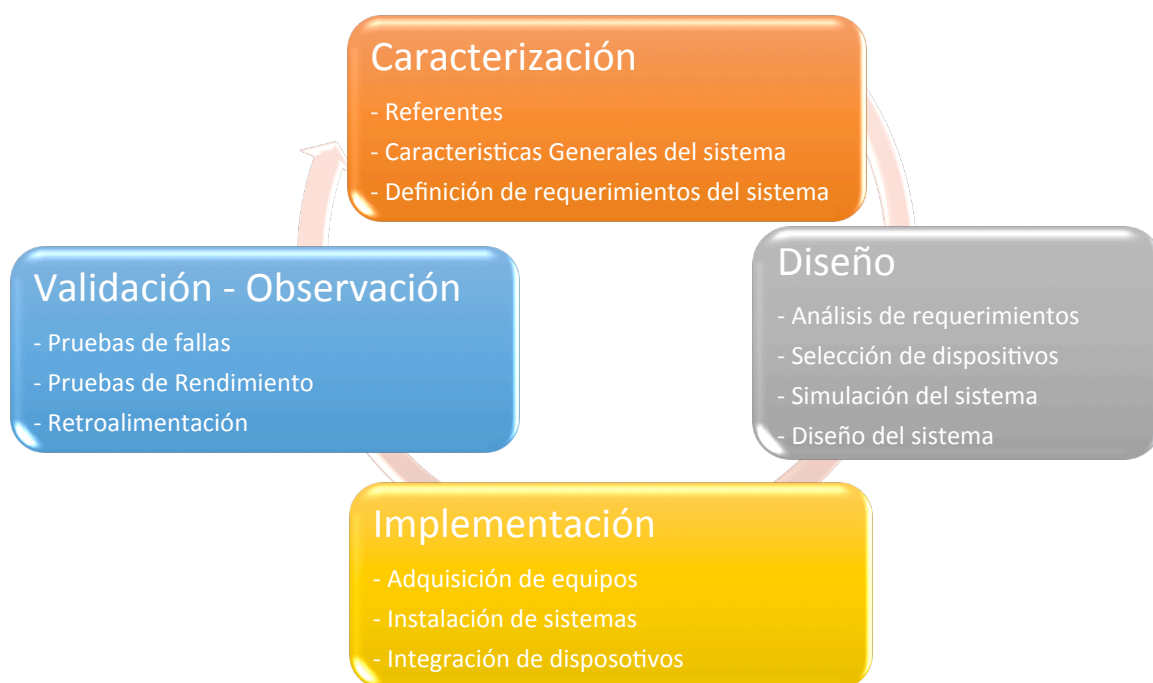 Caracterización
- Referentes
- Caracteristicas Generales del sistema
- Definición de requerimientos del sistema
Diseño
- Análisis de requerimientos
- Selección de dispositivos
- Simulación del sistema
- Diseño del sistema
Implementación
- Adquisición de equipos
- Instalación de sistemas
- Integración de disposotivos
Validación - Observación
- Pruebas de fallas
- Pruebas de Rendimiento
- Retroalimentación